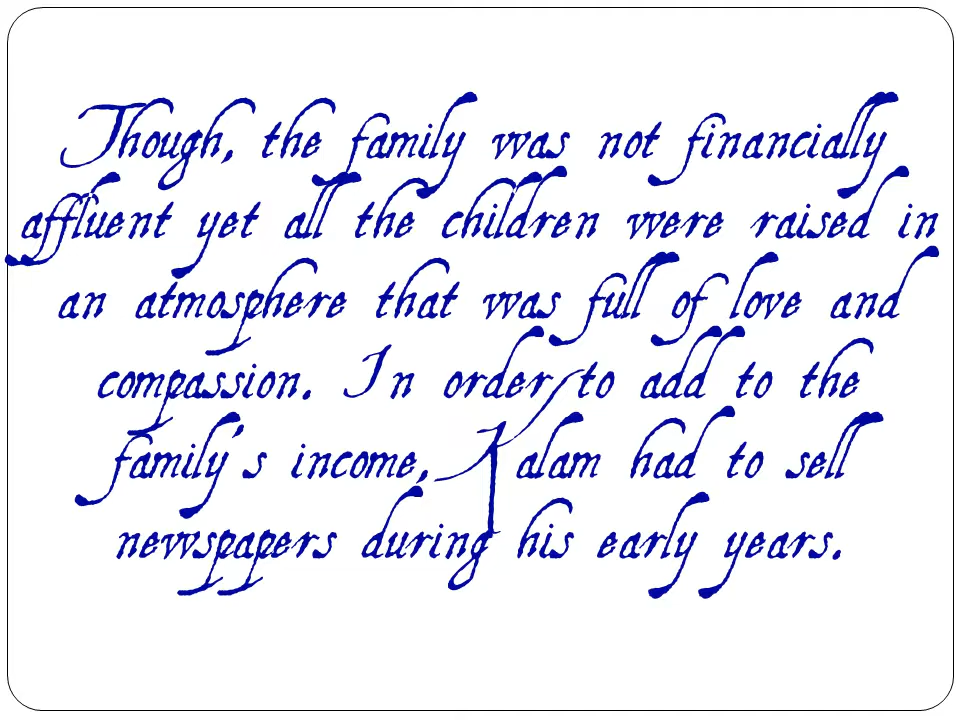 Though, the family was not financially
affluent yet all the children were raised in
an atmosphere that was full of love and
compassion. In order to add to the
family's income, Kalam had to sell
newspapers during his early years.